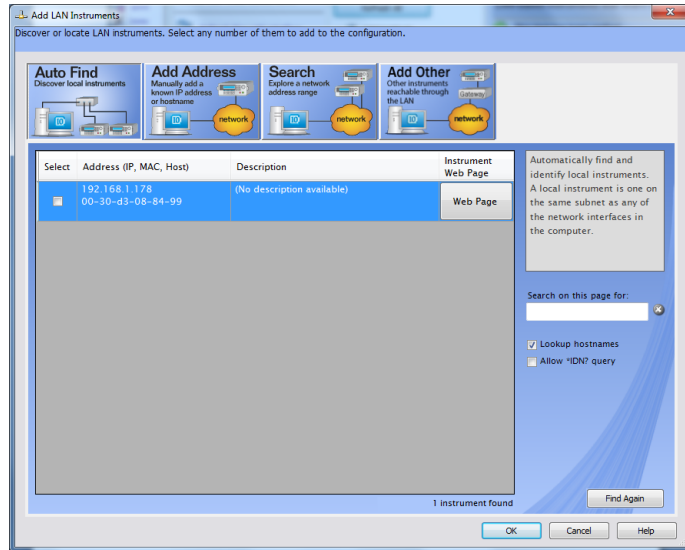 Add LAN Instruments
Discover or locate LAN instruments. Select any number of them to add to the configuration.
Auto Find
Discover local instruments
ID
Add Address
Manually add a
known IP address
or hostname
ID
network
Search
Explore a network
address range
ID
network
Add Other
Other instruments
reachable through
the LAN
Gateway
ID
network
Select
Address (IP, MAC, Host)
Description
Instrument
Web Page
192.168.1.178
00-30-d3-08-84-99
(No description available)
Web Page
1 instrument found
Automatically find and
identify local instruments.
A local instrument is one on
the same subnet as any of
the network interfaces in
the computer.
Search on this page for:
Lookup hostnames
Allow *IDN? query
Find Again
OK
Cancel
Help